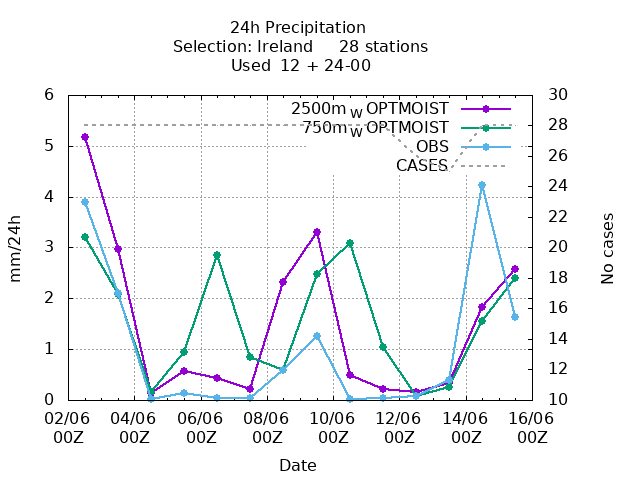 24h Precipitation
Selection: Ireland 28 stations
Used 12 + 24-00
2500m W OPTMOIST
750m W OPTMOIST
OBS
CASES
mm/24h
6
5
4
3
2
1
0
No cases
30
28
26
24
22
20
18
16
14
12
10
02/06 04/06 06/06 08/06 10/06 12/06 14/06 16/06
00Z 00Z 00Z 00Z 00Z 00Z 00Z 00Z
Date